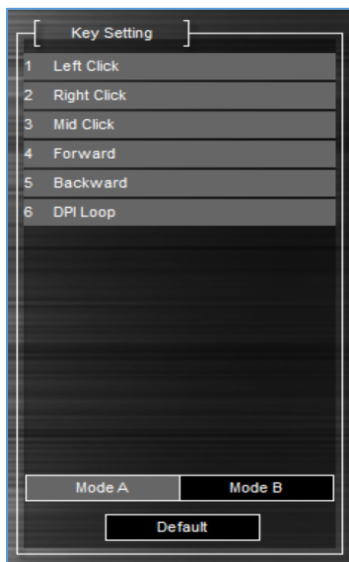 Key Setting
1 Left Click
2 Right Click
3 Mid Click
4 Forward
5 Backward
6 DPI Loop
Mode A Mode B
Default